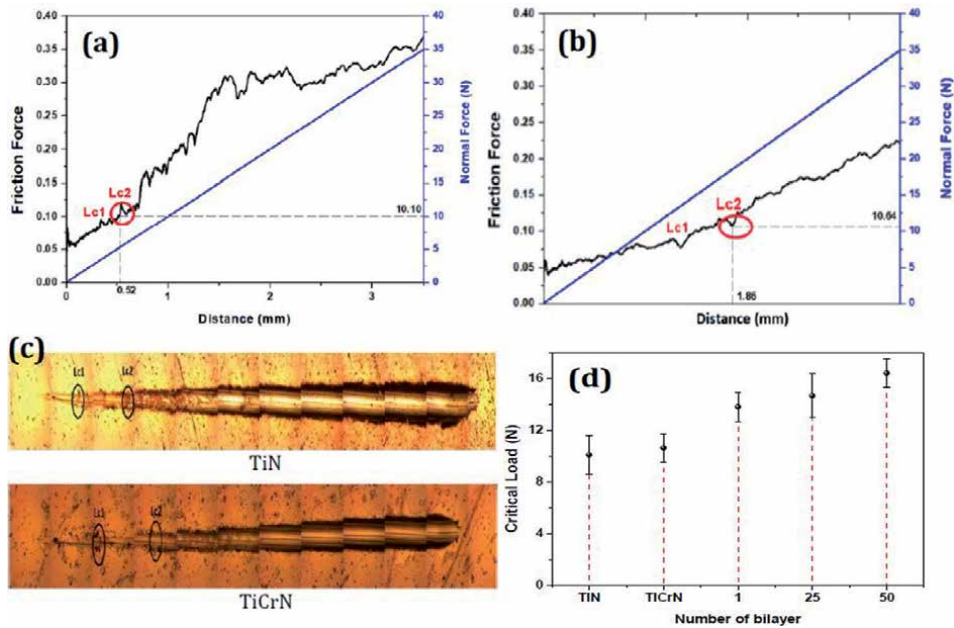 (a)
0.40
0.35
0.30
0.25
0.20
0.15
0.10
0.05
0.00
Friction Force
Lc1
Lc2
10.10
0.52
0
1
2
3
Distance (mm)
40
35
30
25
20
15
10
5
0
Normal Force (N)
(b)
0.40
0.35
0.30
0.25
0.20
0.15
0.10
0.05
0.00
Friction Force
Lc1
Lc2
10.64
1.86
Distance (mm)
40
35
30
25
20
15
10
5
0
Normal Force (N)
(c)
Lc1
Lc2
TiN
Lc2
TiCrN
(d)
16
12
8
4
0
Critical Load (N)
TiN
TiCrN
1
25
50
Number of bilayer